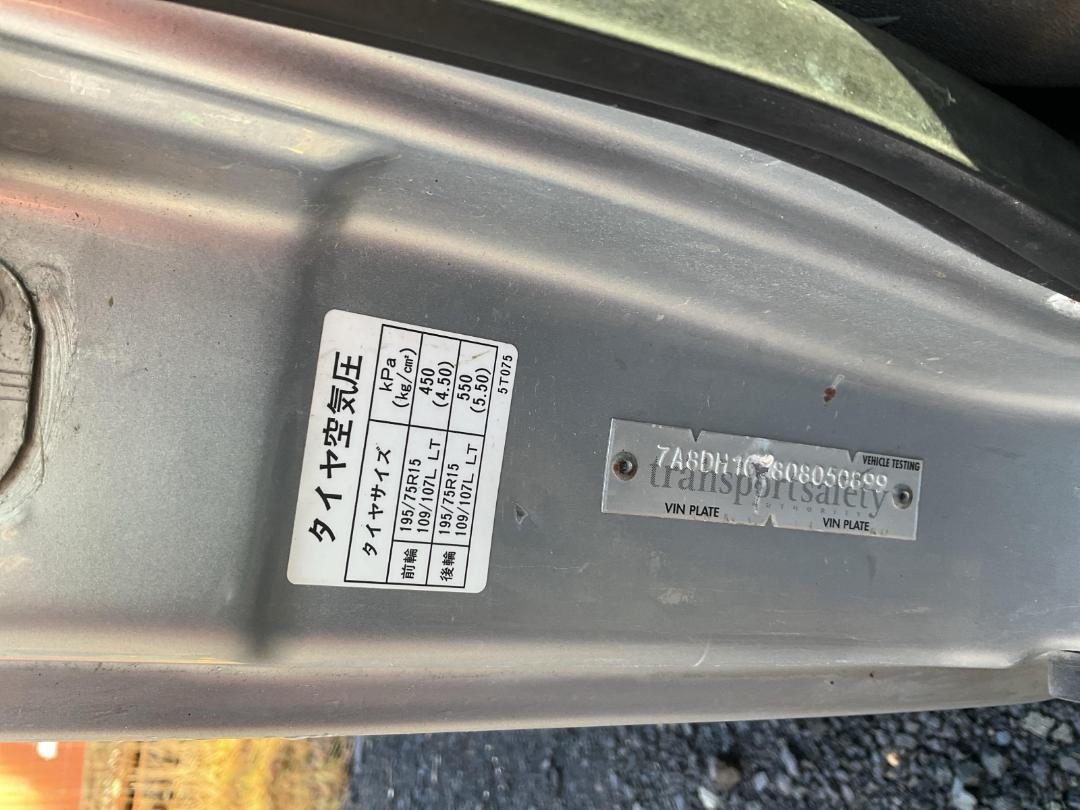 タイヤ空気圧
タイヤサイズ kPa (kg/cm²)
前輪 195/75R15 109/107L LT 450 (4.50)
後輪 195/75R15 109/107L LT 550 (5.50)
5T075
VEHICLE TESTING
transportsafety
AUTHORITY
VIN PLATE
VIN PLATE